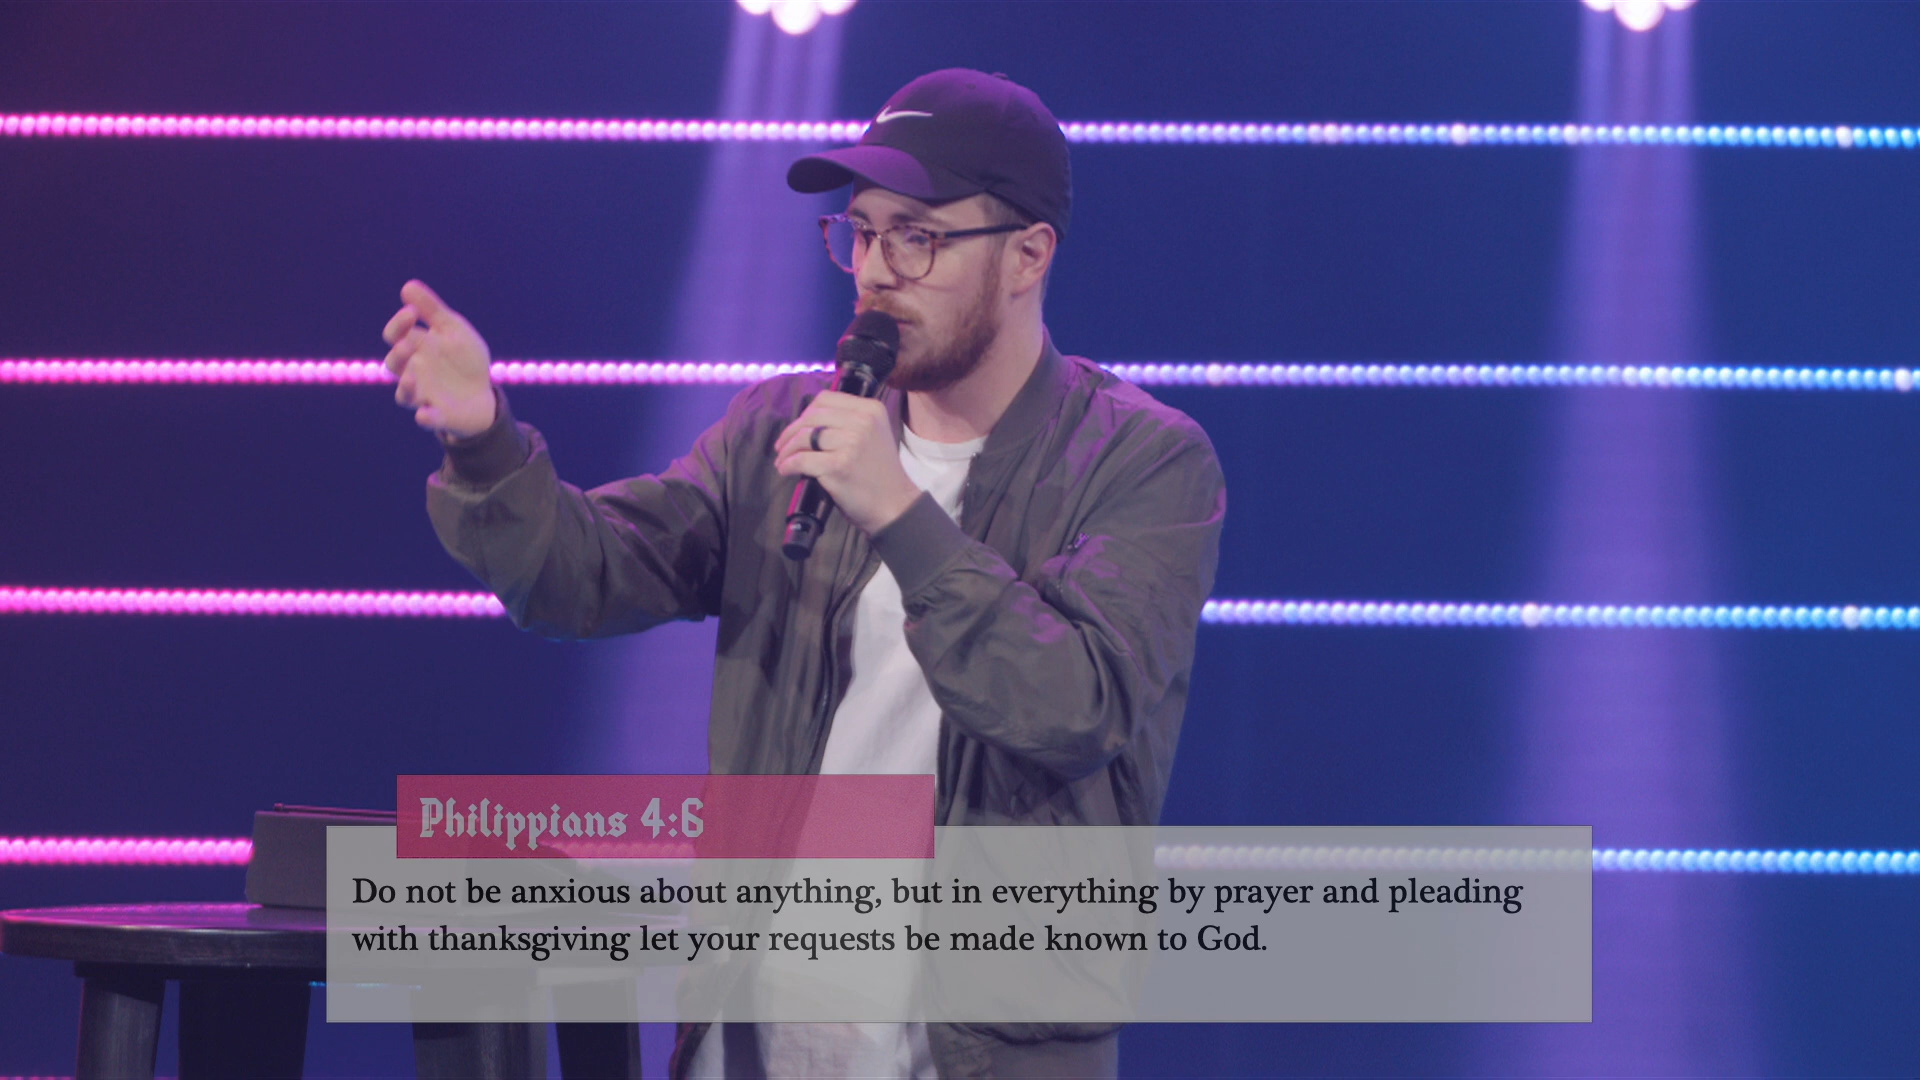 Philippians 4:6
Do not be anxious about anything, but in everything by prayer and pleading
with thanksgiving let your requests be made known to God.